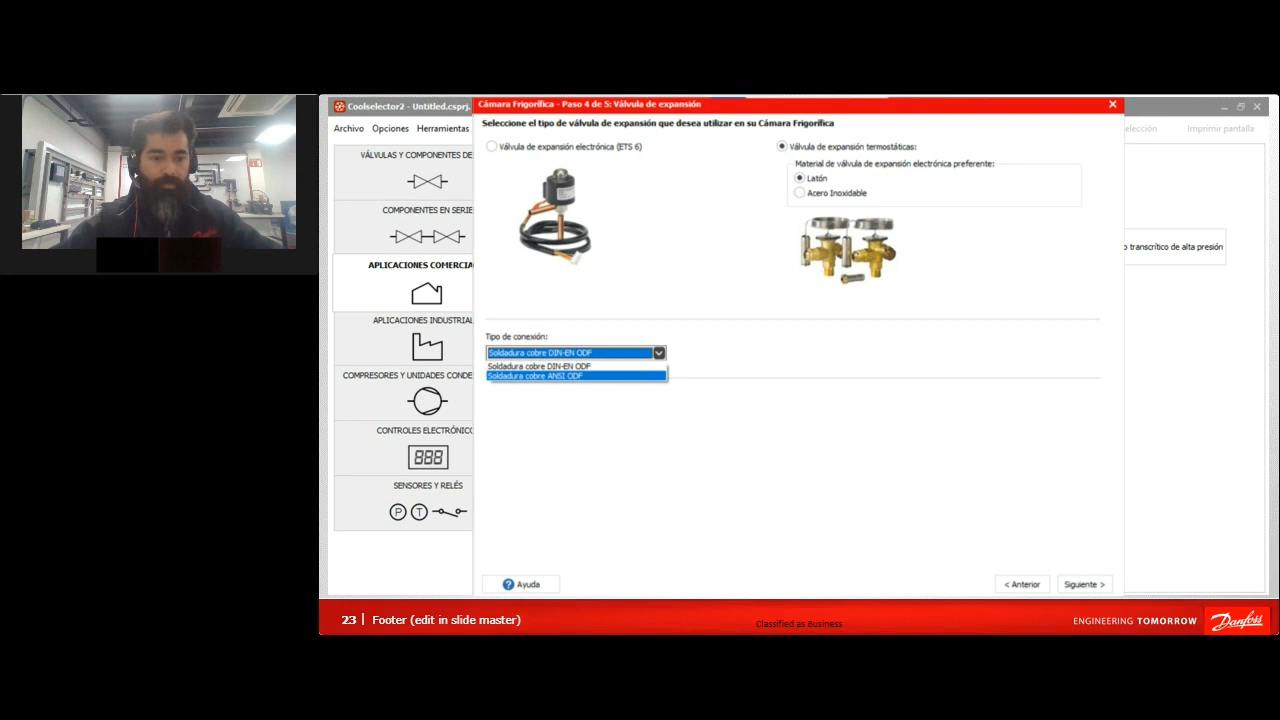 Coolselector2 - Untitled.csprj.
Cámara Frigorífica - Paso 4 de 5: Válvula de expansión
Archivo Opciones Herramientas
elección Imprimir pantalla
Seleccione el tipo de válvula de expansión que desea utilizar en su Cámara Frigorífica
Válvula de expansión electrónica (ETS 6)
Válvula de expansión termostáticas:
Material de válvula de expansión electrónica preferente:
Latón
Acero Inoxidable
VÁLVULAS Y COMPONENTES DE
COMPONENTES EN SERIE
APLICACIONES COMERCIA
APLICACIONES INDUSTRIAL
COMPRESORES Y UNIDADES CONDE
CONTROLES ELECTRÓNIC
888
SENSORES Y RELÉS
P T
o transcrítico de alta presión
Tipo de conexión:
Soldadura cobre DIN-EN ODF
Soldadura cobre DIN-EN ODF
Soldadura cobre ANSI ODF
? Ayuda
< Anterior
Siguiente >
23 | Footer (edit in slide master)
Classified as Business
ENGINEERING TOMORROW
Danfoss